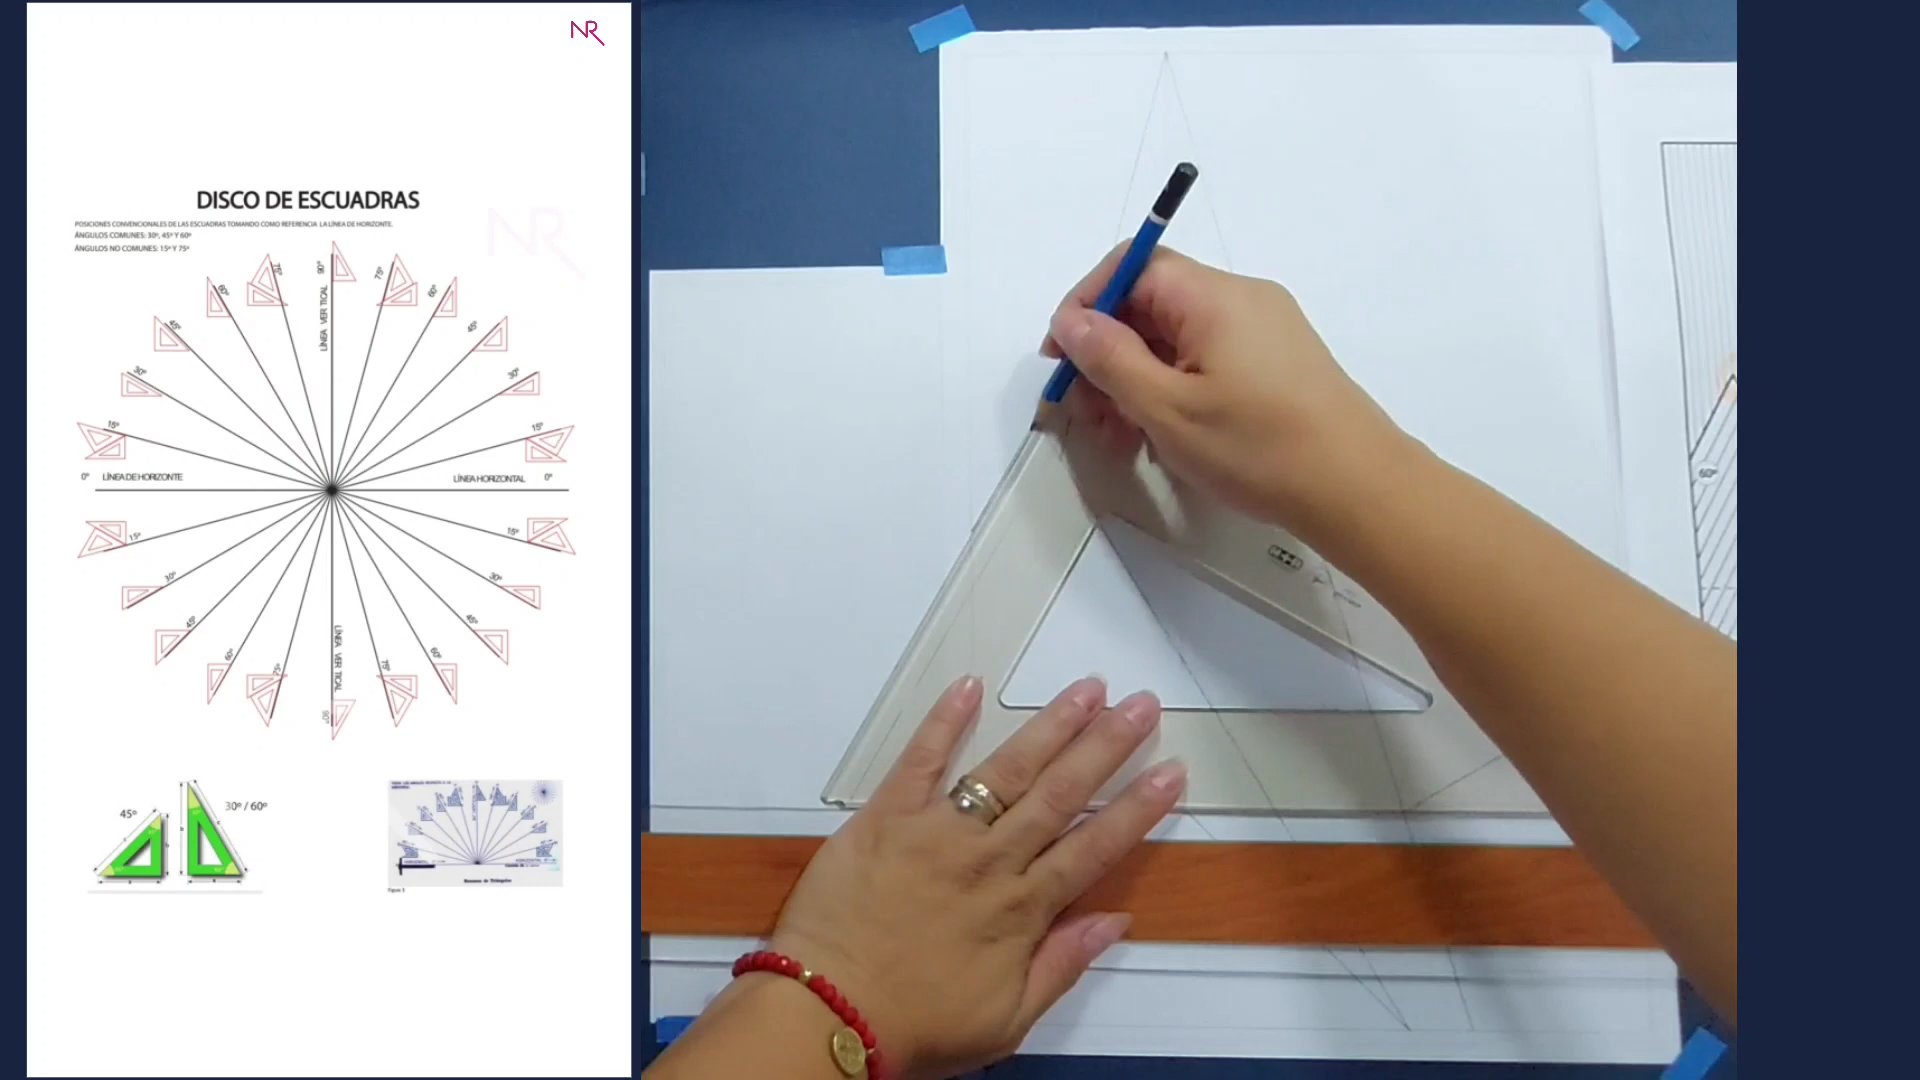 NR
DISCO DE ESCUADRAS
POSICIONES CONVENCIONALES DE LAS ESCUADRAS TOMANDO COMO REFERENCIA LA LÍNEA DE HORIZONTE.
ÁNGULOS COMUNES: 30º, 45º Y 60º
ÁNGULOS NO COMUNES: 15º Y 75º
NR
75º
90º
75º
60º
60º
LÍNEA VERTICAL
45º
45º
30º
30º
15º
15º
0º LÍNEA DE HORIZONTE
LÍNEA HORIZONTAL 0º
15º
15º
30º
30º
45º
45º
60º
60º
LÍNEA VERTICAL
75º
75º
90º
45º
30º / 60º
60º